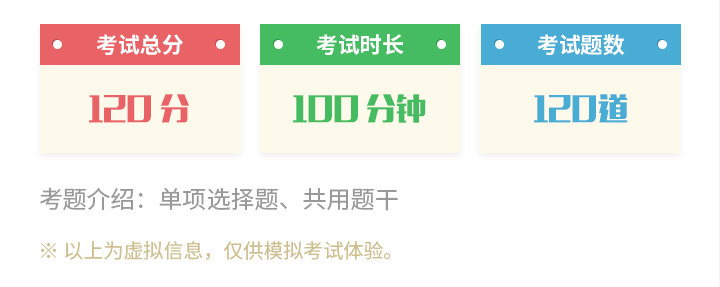 考试总分 考试时长 考试题数
120 分 100 分钟 120道
考题介绍：单项选择题、共用题干
※ 以上为虚拟信息，仅供模拟考试体验。